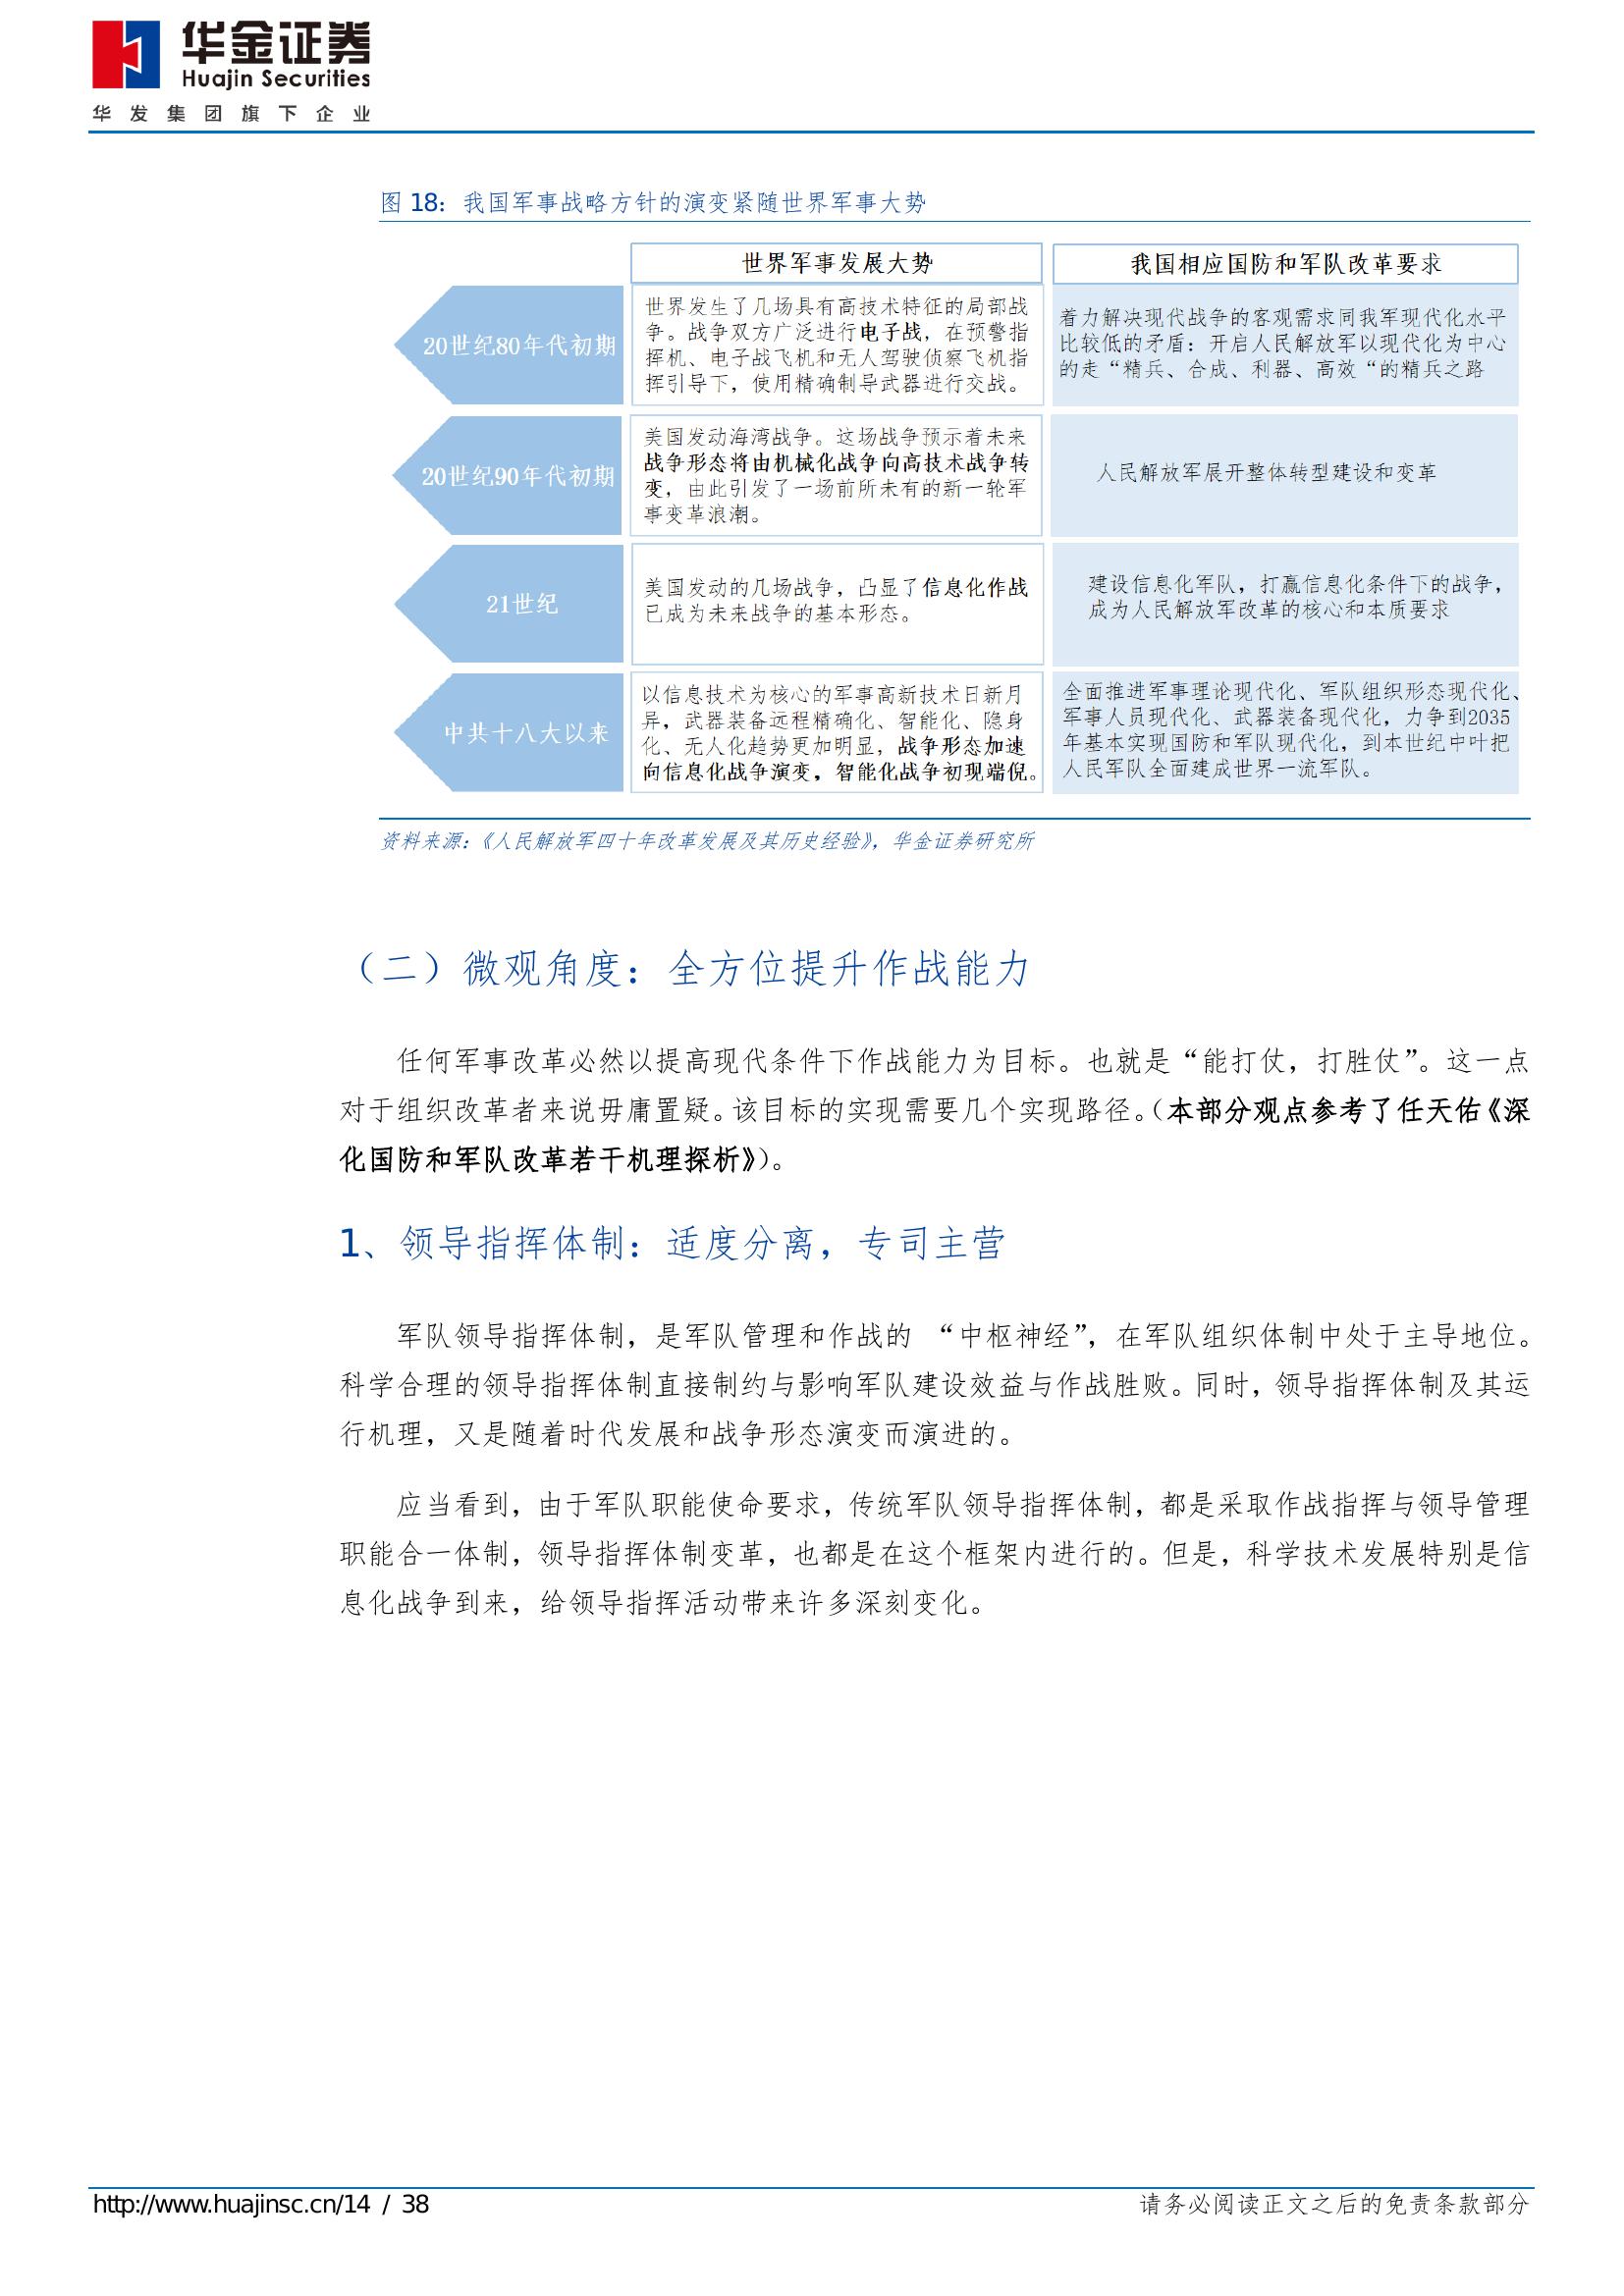 华金证券
Huajin Securities
华发集团旗下企业
图 18：我国军事战略方针的演变紧随世界军事大势
世界军事发展大势
我国相应国防和军队改革要求
20世纪80年代初期
世界发生了几场具有高技术特征的局部战
争。战争双方广泛进行电子战，在预警指
挥机、电子战飞机和无人驾驶侦察飞机指
挥引导下，使用精确制导武器进行交战。
着力解决现代战争的客观需求同我军现代化水平
比较低的矛盾：开启人民解放军以现代化为中心
的走“精兵、合成、利器、高效“的精兵之路
20世纪90年代初期
美国发动海湾战争。这场战争预示着未来
战争形态将由机械化战争向高技术战争转
变，由此引发了一场前所未有的新一轮军
事变革浪潮。
人民解放军展开整体转型建设和变革
21世纪
美国发动的几场战争，凸显了信息化作战
已成为未来战争的基本形态。
建设信息化军队，打赢信息化条件下的战争，
成为人民解放军改革的核心和本质要求
中共十八大以来
以信息技术为核心的军事高新技术日新月
异，武器装备远程精确化、智能化、隐身
化、无人化趋势更加明显，战争形态加速
向信息化战争演变，智能化战争初现端倪。
全面推进军事理论现代化、军队组织形态现代化、
军事人员现代化、武器装备现代化，力争到2035
年基本实现国防和军队现代化，到本世纪中叶把
人民军队全面建成世界一流军队。
资料来源：《人民解放军四十年改革发展及其历史经验》，华金证券研究所
（二）微观角度：全方位提升作战能力
任何军事改革必然以提高现代条件下作战能力为目标。也就是“能打仗，打胜仗”。这一点
对于组织改革者来说毋庸置疑。该目标的实现需要几个实现路径。（本部分观点参考了任天佑《深
化国防和军队改革若干机理探析》）。
1、领导指挥体制：适度分离，专司主营
军队领导指挥体制，是军队管理和作战的 “中枢神经”，在军队组织体制中处于主导地位。
科学合理的领导指挥体制直接制约与影响军队建设效益与作战胜败。同时，领导指挥体制及其运
行机理，又是随着时代发展和战争形态演变而演进的。
应当看到，由于军队职能使命要求，传统军队领导指挥体制，都是采取作战指挥与领导管理
职能合一体制，领导指挥体制变革，也都是在这个框架内进行的。但是，科学技术发展特别是信
息化战争到来，给领导指挥活动带来许多深刻变化。
http://www.huajinsc.cn/14 / 38
请务必阅读正文之后的免责条款部分